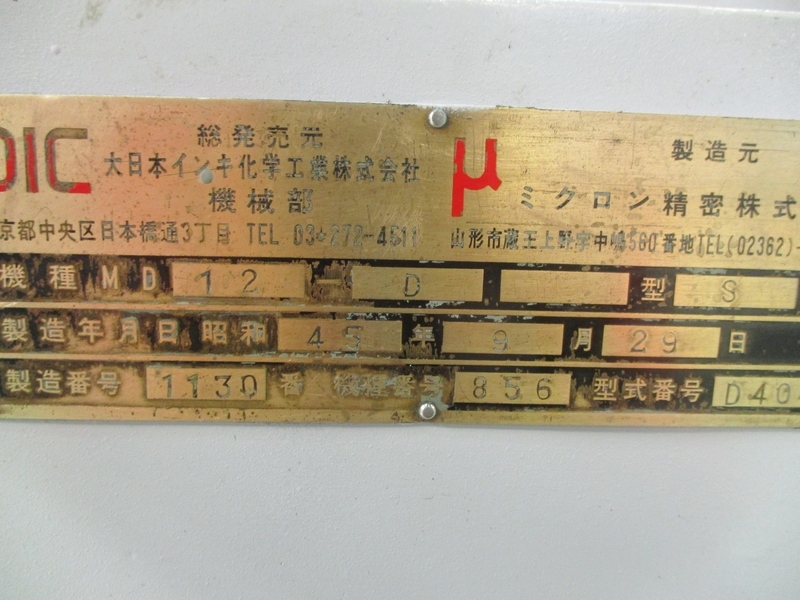 DIC 総発売元
大日本インキ化学工業株式会社
機械部
京都中央区日本橋通3丁目 TEL 03-272-4511
μ 製造元
ミクロン精密株式
山形市蔵王上野字中嶋560番地TEL(02362)-
機種 MD 12 - D 型 S
製造年月日 昭和 45 年 9 月 29 日
製造番号 1130 番 機種番号 856 型式番号 D40-